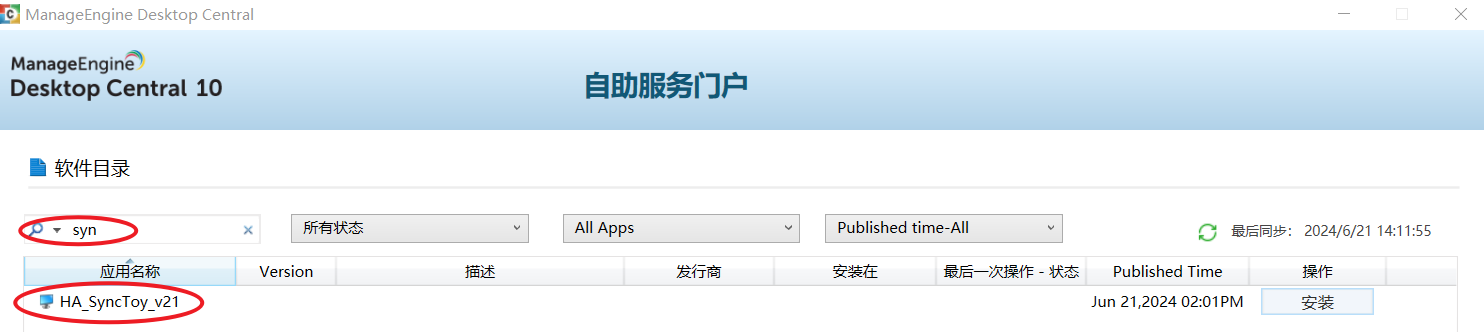 ManageEngine Desktop Central
ManageEngine
Desktop Central 10
自助服务门户
软件目录
syn
所有状态
All Apps
Published time-All
最后同步： 2024/6/21 14:11:55
应用名称 Version 描述 发行商 安装在 最后一次操作 - 状态 Published Time 操作
HA_SyncToy_v21 Jun 21,2024 02:01PM 安装